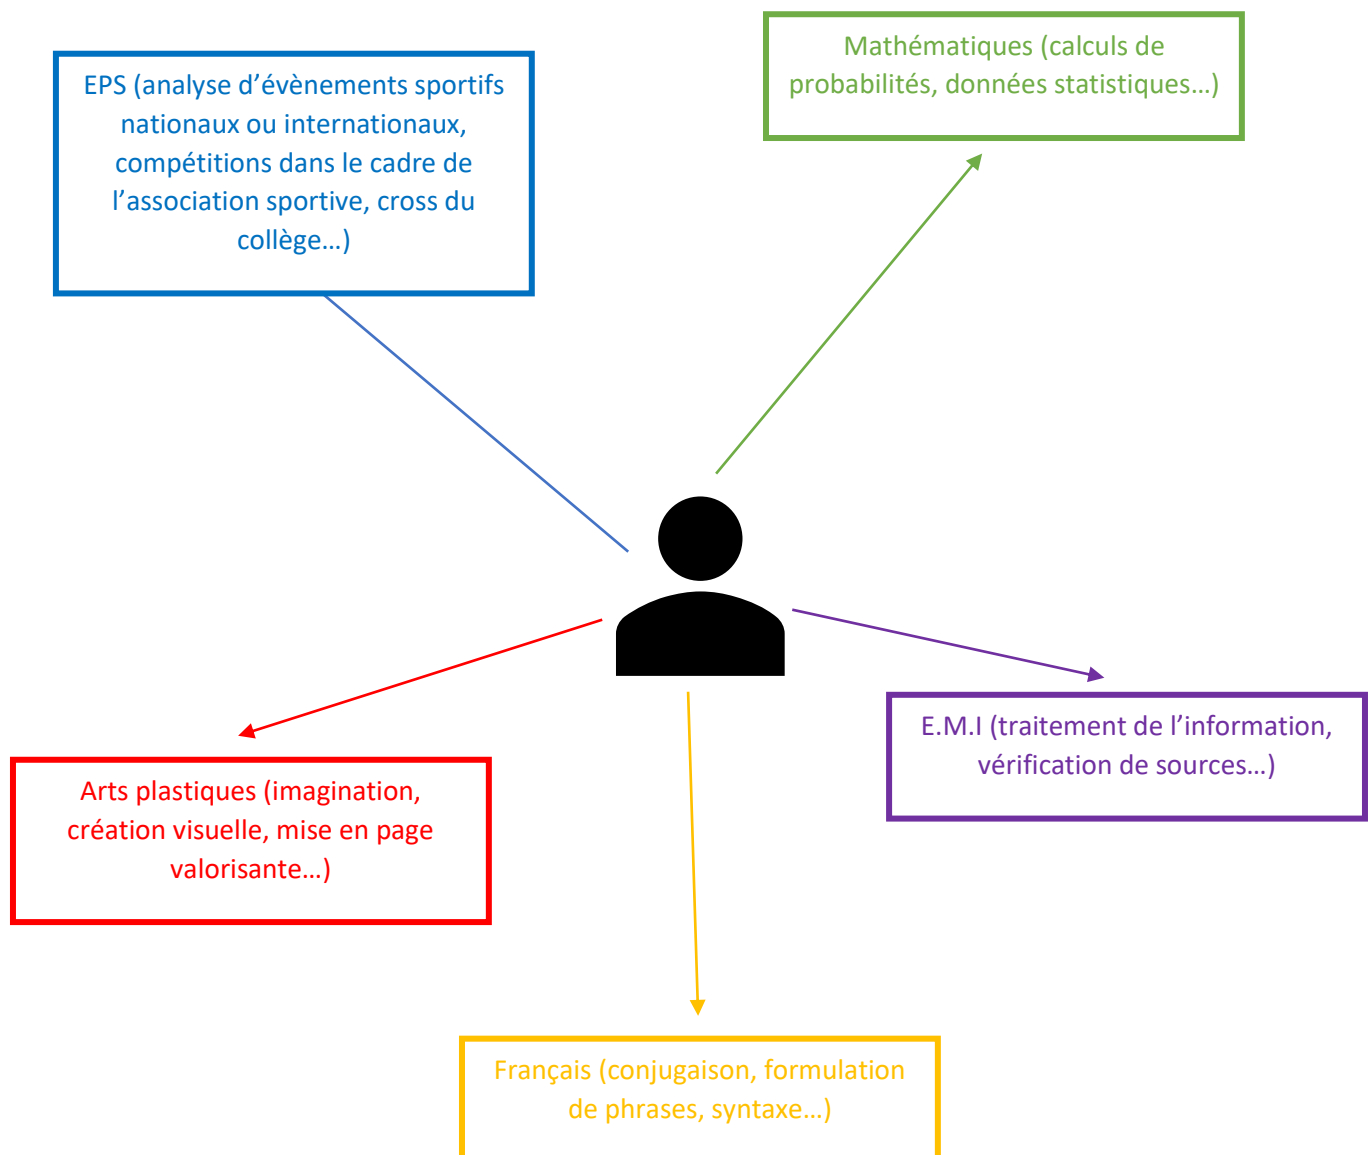 EPS (analyse d’évènements sportifs
nationaux ou internationaux,
compétitions dans le cadre de
l’association sportive, cross du
collège…)
Mathématiques (calculs de
probabilités, données statistiques…)
E.M.I (traitement de l’information,
vérification de sources…)
Arts plastiques (imagination,
création visuelle, mise en page
valorisante…)
Français (conjugaison, formulation
de phrases, syntaxe…)